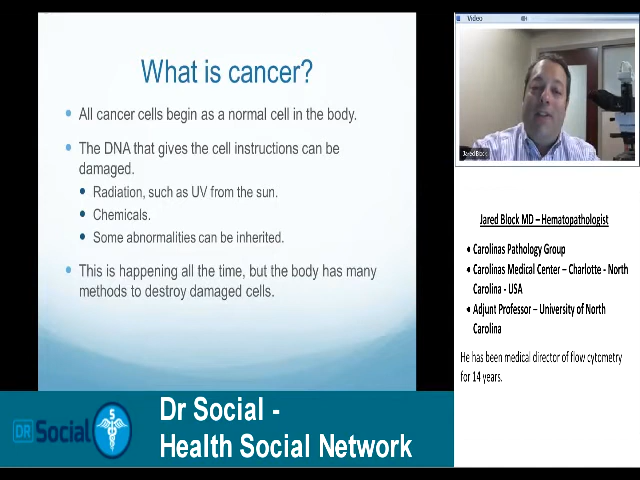 What is cancer?
All cancer cells begin as a normal cell in the body.
The DNA that gives the cell instructions can be
damaged.
Radiation, such as UV from the sun.
Chemicals.
Some abnormalities can be inherited.
This is happening all the time, but the body has many
methods to destroy damaged cells.
Video
Jared Block
Jared Block MD – Hematopathologist
Carolinas Pathology Group
Carolinas Medical Center – Charlotte - North
Carolina - USA
Adjunt Professor – University of North
Carolina
He has been medical director of flow cytometry
for 14 years.
DR Social
Dr Social -
Health Social Network